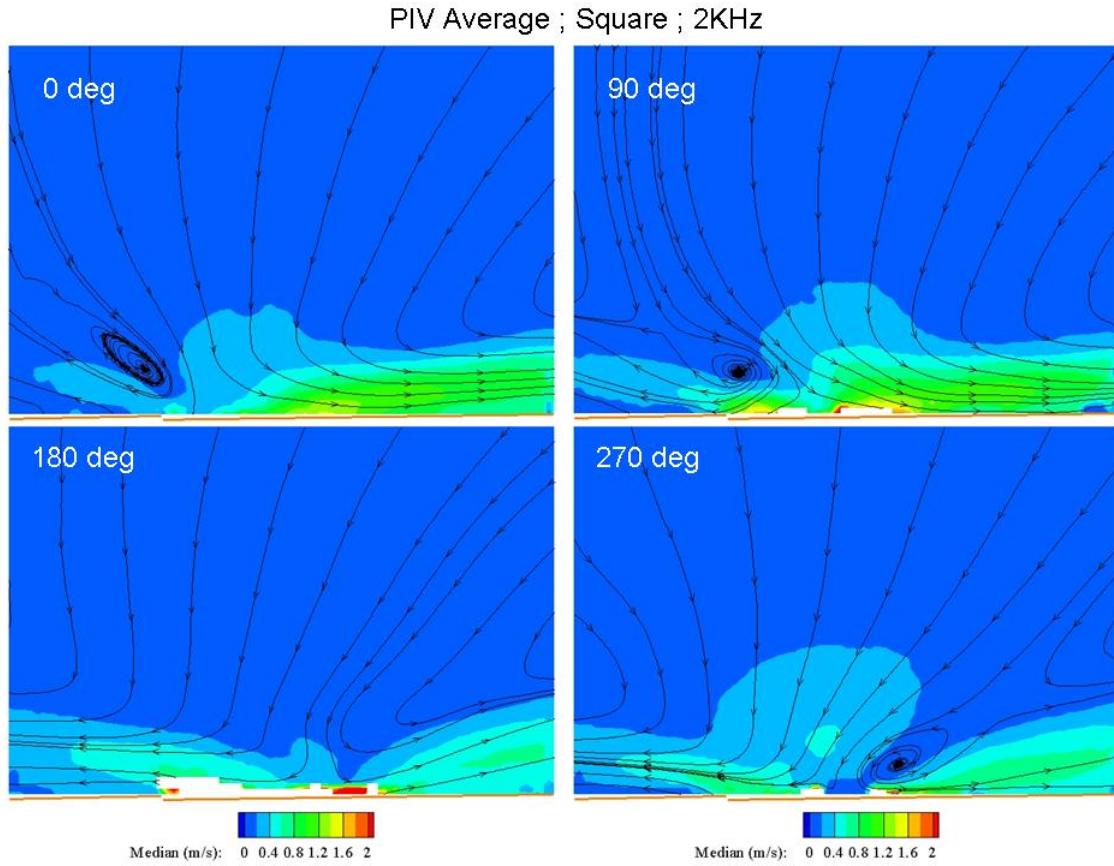 PIV Average ; Square ; 2KHz
0 deg
90 deg
180 deg
270 deg
Median (m/s): 0 0.4 0.8 1.2 1.6 2
Median (m/s): 0 0.4 0.8 1.2 1.6 2